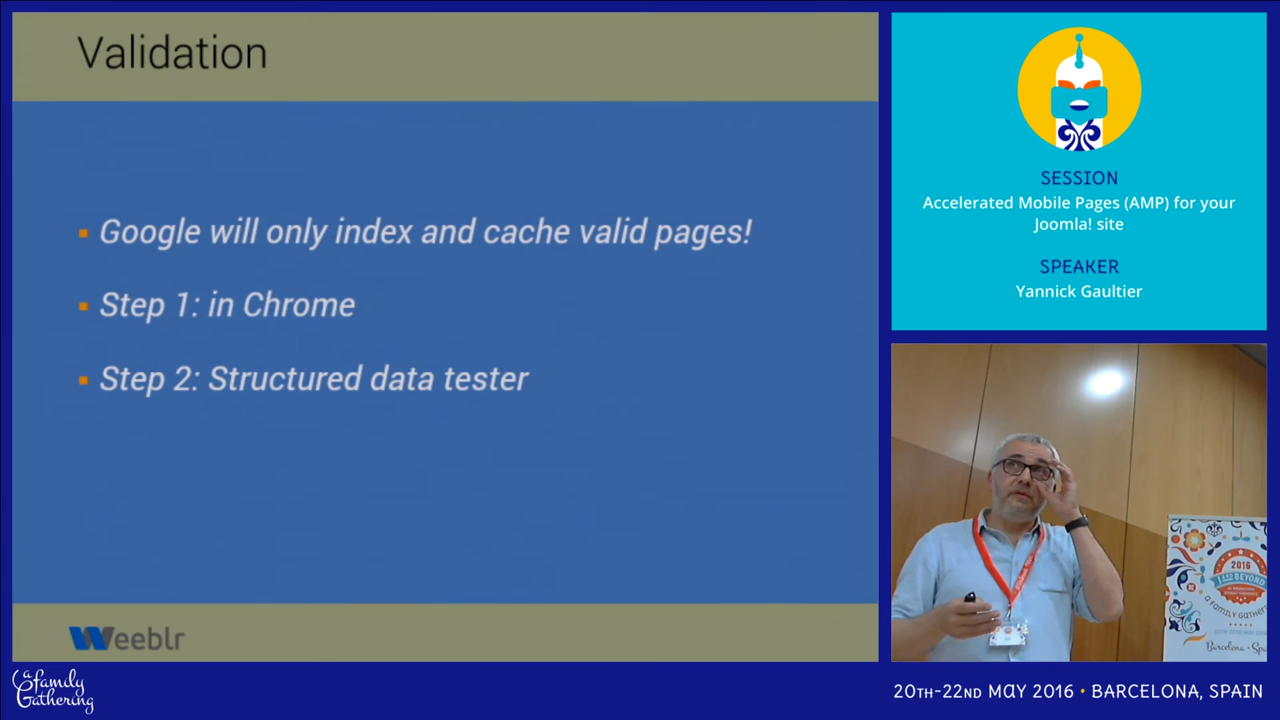 Validation
Google will only index and cache valid pages!
Step 1: in Chrome
Step 2: Structured data tester
Weeblr
SESSION
Accelerated Mobile Pages (AMP) for your
Joomla! site
SPEAKER
Yannick Gaultier
2016
AND BEYOND
a Family Gathering
Barcelona
a Family
Gathering
20TH-22ND MAY 2016 • BARCELONA, SPAIN